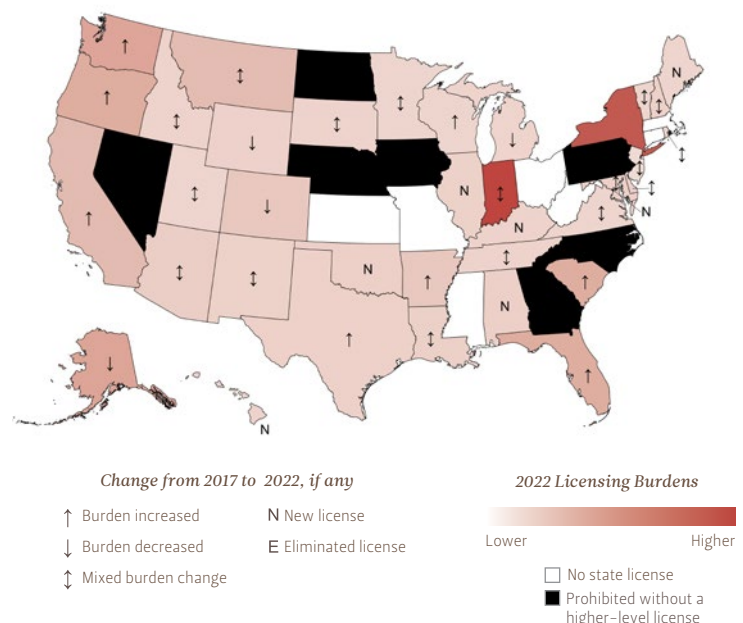 N
N
N
N
N
N
N
Change from 2017 to 2022, if any
Burden increased
Burden decreased
Mixed burden change
N New license
E Eliminated license
2022 Licensing Burdens
Lower Higher
No state license
Prohibited without a
higher-level license